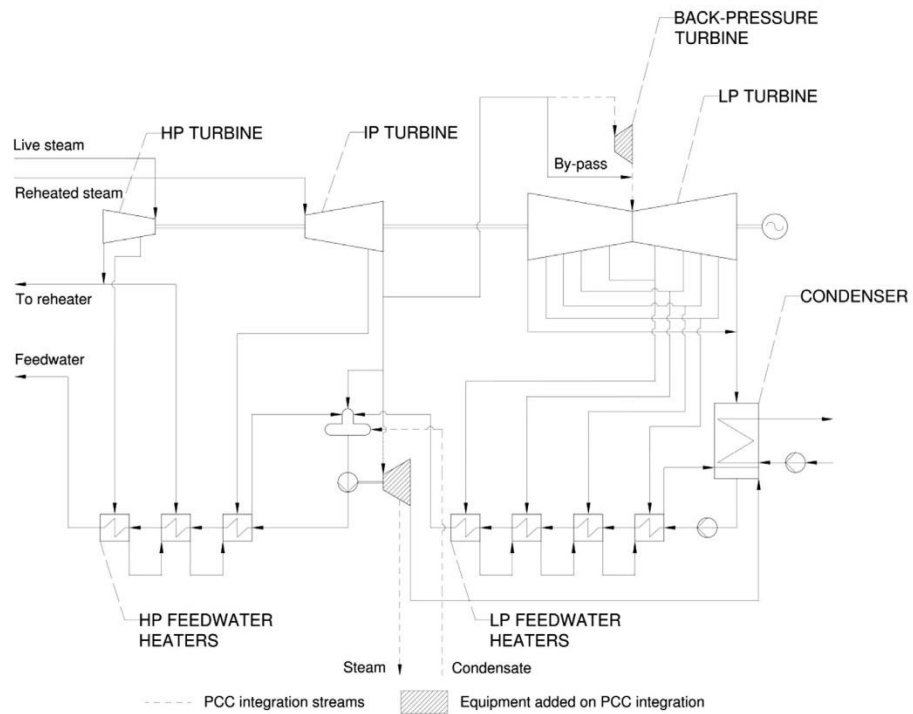 BACK-PRESSURE
TURBINE
LP TURBINE
HP TURBINE
IP TURBINE
Live steam
By-pass
Reheated steam
To reheater
CONDENSER
Feedwater
HP FEEDWATER
HEATERS
LP FEEDWATER
HEATERS
Steam
Condensate
PCC integration streams
Equipment added on PCC integration